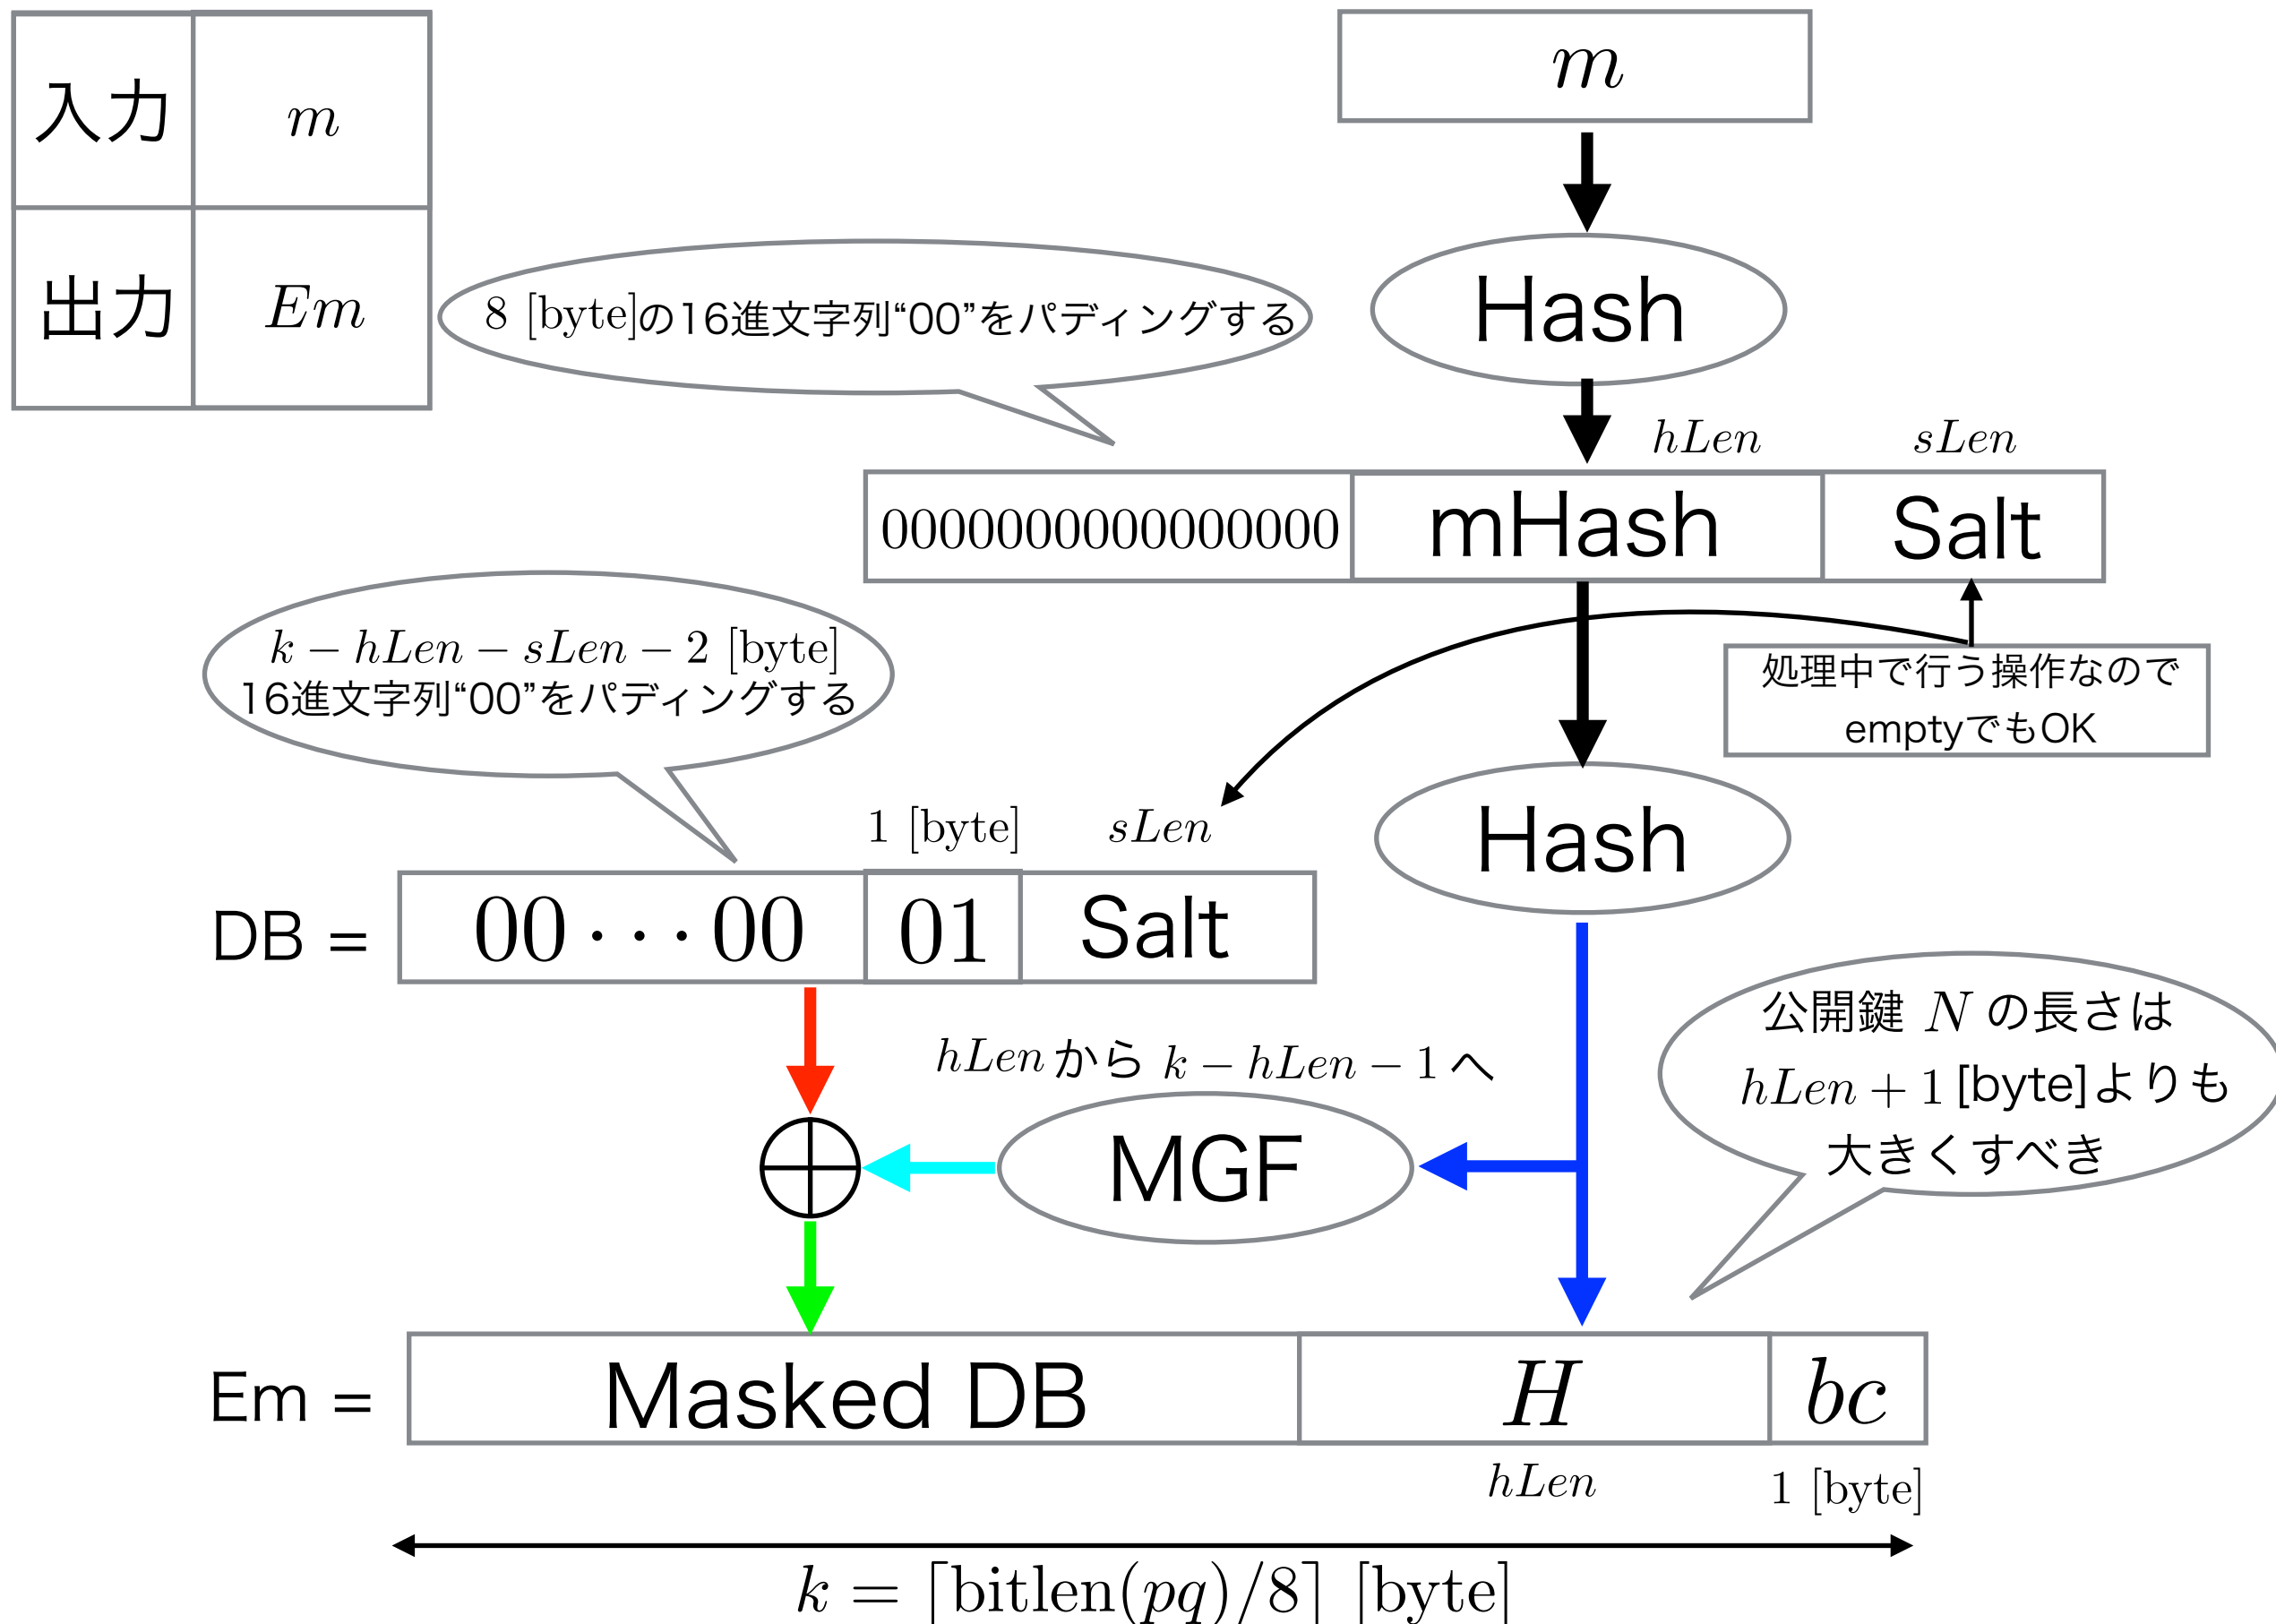 入力
m
出力
Em
m
Hash
8 [byte]の16進文字列“00”をパディングする
hLen
sLen
0000000000000000
mHash
Salt
処理中で行う操作なので
emptyでもOK
k − hLen − sLen − 2 [byte]
16進文字列“00”をパディングする
1 [byte]
sLen
Hash
DB =
00 · · · 00
01
Salt
hLen から k − hLen − 1 へ
MGF
公開鍵 N の長さは
hLen + 1 [byte]よりも
大きくすべき
Em =
Masked DB
H
bc
hLen
1 [byte]
k = ⌈bitlen(pq)/8⌉ [byte]